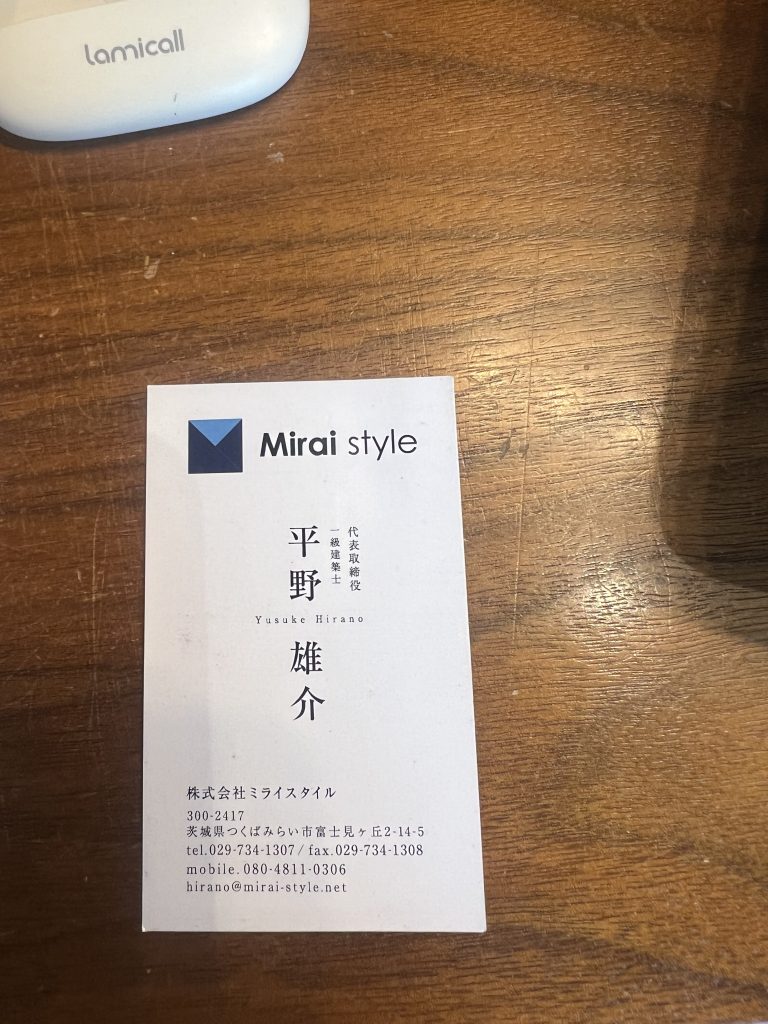 lamicall
Mirai style
代表取締役
一級建築士
平野 雄介
Yusuke Hirano
株式会社ミライスタイル
300-2417
茨城県つくばみらい市富士見ヶ丘2-14-5
tel.029-734-1307/fax.029-734-1308
mobile.080-4811-0306
hirano@mirai-style.net